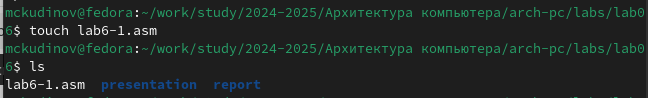 mckudinov@fedora:~/work/study/2024-2025/Архитектура компьютера/arch-pc/labs/lab0
6$ touch lab6-1.asm
mckudinov@fedora:~/work/study/2024-2025/Архитектура компьютера/arch-pc/labs/lab0
6$ ls
lab6-1.asm  presentation  report